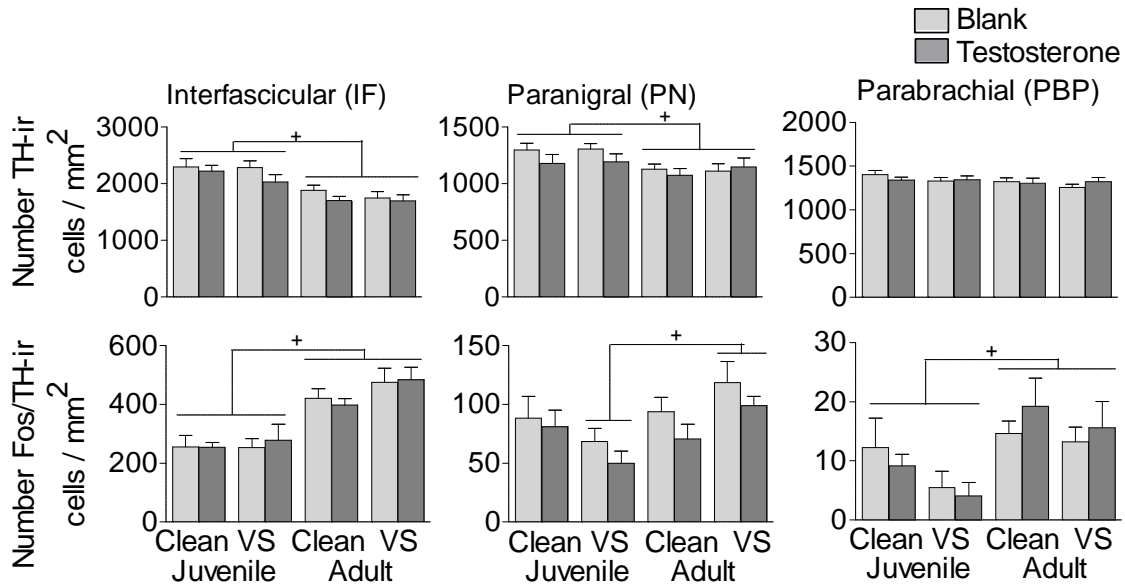 Blank
Testosterone
Interfascicular (IF)
Paranigral (PN)
Parabrachial (PBP)
Number TH-ir
cells / mm2
3000
2000
1000
0
+
1500
1000
500
0
+
2000
1500
1000
500
0
Number Fos/TH-ir
cells / mm2
600
400
200
0
+
150
100
50
0
+
30
20
10
0
+
Clean VS Clean VS
Juvenile Adult
Clean VS Clean VS
Juvenile Adult
Clean VS Clean VS
Juvenile Adult